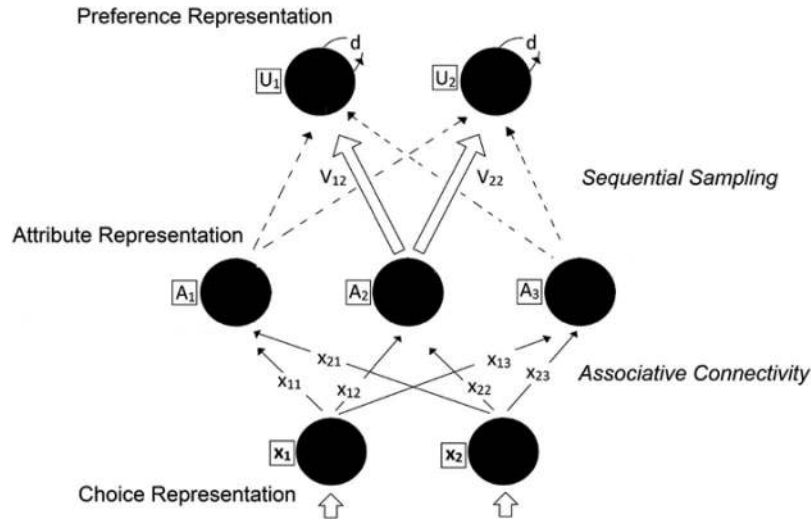 Preference Representation
d
d
U₁
U₂
V₁₂
V₂₂
Sequential Sampling
Attribute Representation
A₁
A₂
A₃
x₂₁
x₁₃
x₁₁
x₁₂
x₂₂
x₂₃
Associative Connectivity
x₁
x₂
Choice Representation